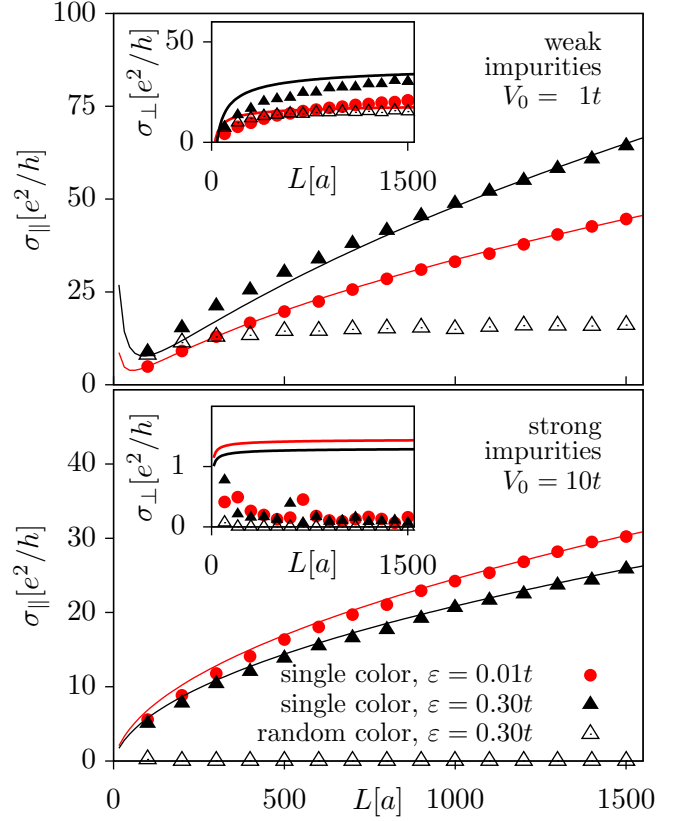 100
75
50
25
0
σ∥[e²/h]
60
0
σ⊥[e²/h]
0
L[a]
1500
weak
impurities
V₀ = 1t
40
30
20
10
0
σ∥[e²/h]
1
0
σ⊥[e²/h]
0
L[a]
1500
strong
impurities
V₀ = 10t
single color, ε = 0.01t
single color, ε = 0.30t
random color, ε = 0.30t
0
500
L[a]
1000
1500